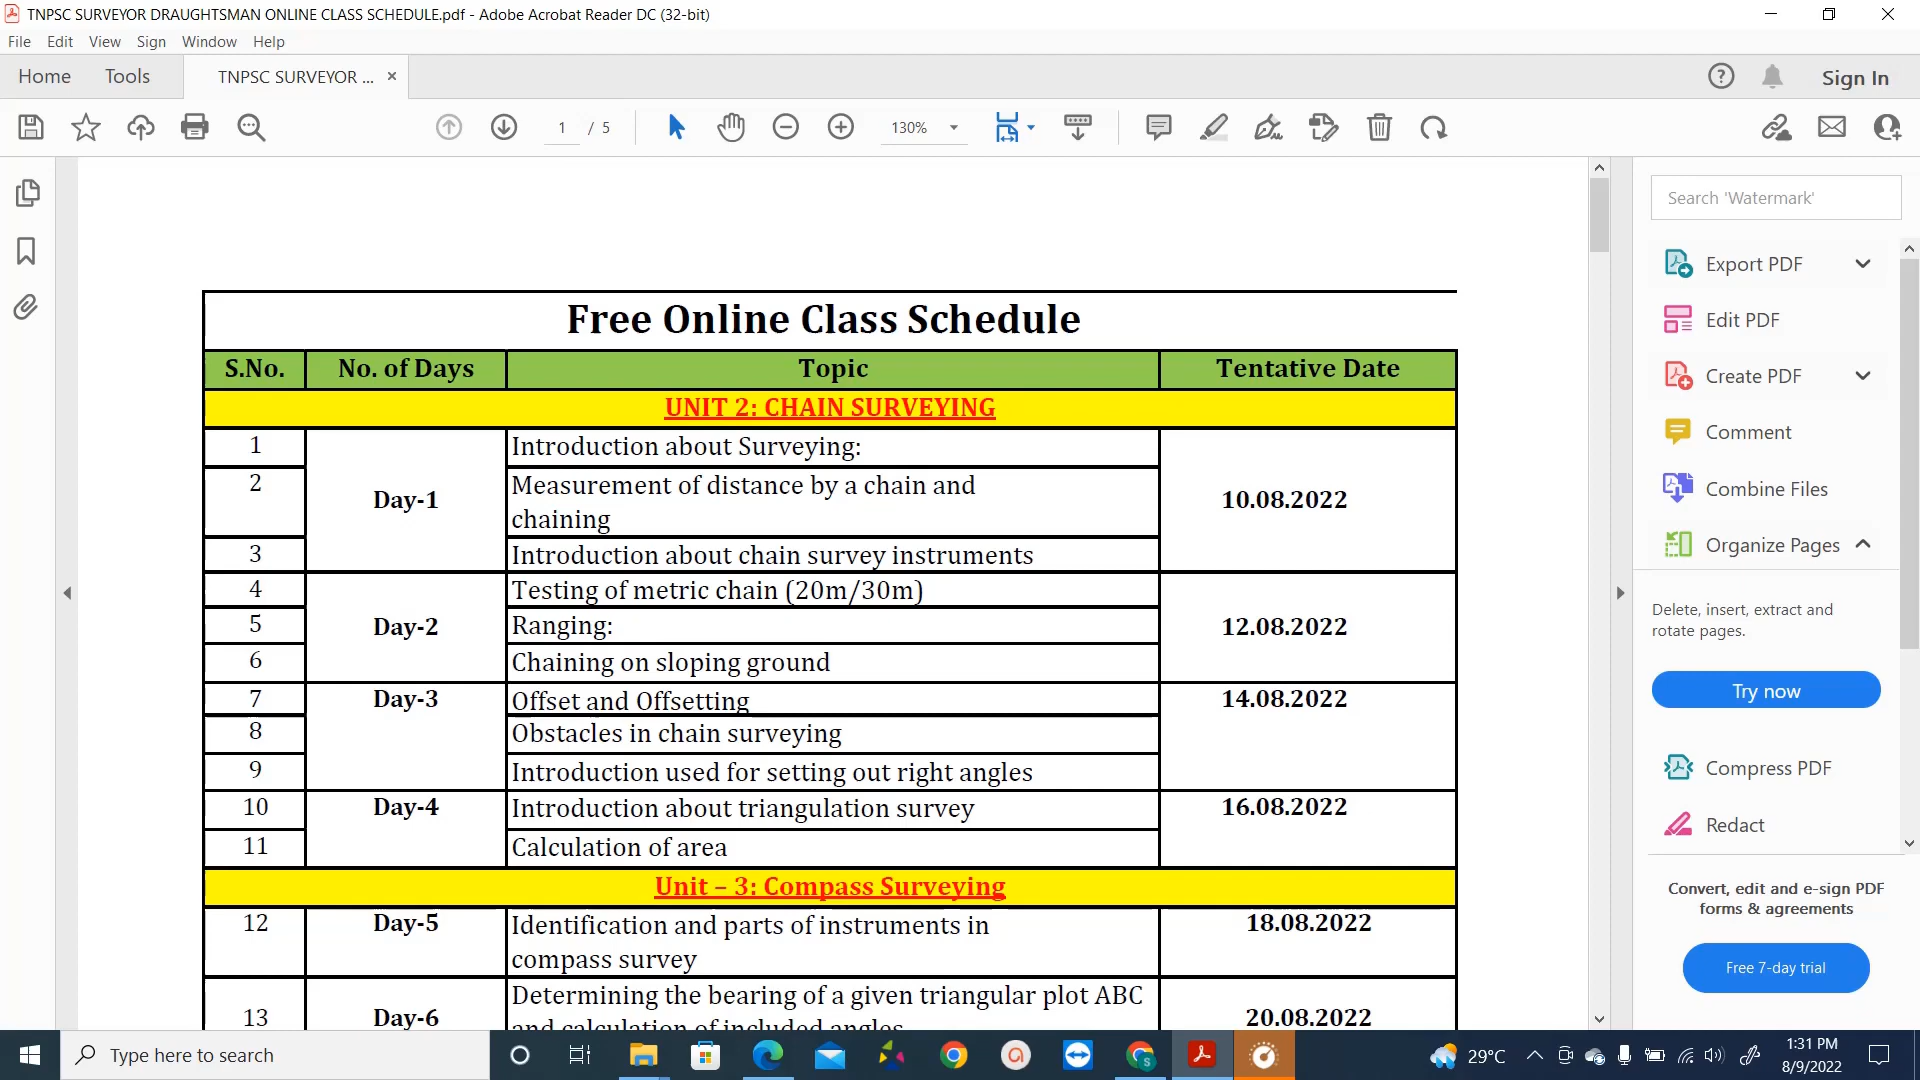 TNPSC SURVEYOR DRAUGHTSMAN ONLINE CLASS SCHEDULE.pdf - Adobe Acrobat Reader DC (32-bit)
File Edit View Sign Window Help
Home Tools TNPSC SURVEYOR ... × Sign In
1 / 5 130%
Search 'Watermark'
Export PDF
Edit PDF
Create PDF
Comment
Combine Files
Organize Pages
Delete, insert, extract and
rotate pages.
Try now
Compress PDF
Redact
Convert, edit and e-sign PDF
forms & agreements
Free 7-day trial
Free Online Class Schedule
S.No. No. of Days Topic Tentative Date
UNIT 2: CHAIN SURVEYING
1 Introduction about Surveying:
2 Day-1 Measurement of distance by a chain and 10.08.2022
chaining
3 Introduction about chain survey instruments
4 Testing of metric chain (20m/30m)
5 Day-2 Ranging: 12.08.2022
6 Chaining on sloping ground
7 Day-3 Offset and Offsetting 14.08.2022
8 Obstacles in chain surveying
9 Introduction used for setting out right angles
10 Day-4 Introduction about triangulation survey 16.08.2022
11 Calculation of area
Unit – 3: Compass Surveying
12 Day-5 Identification and parts of instruments in 18.08.2022
compass survey
13 Day-6 Determining the bearing of a given triangular plot ABC 20.08.2022
and calculation of included angles
Type here to search
29°C
1:31 PM
8/9/2022